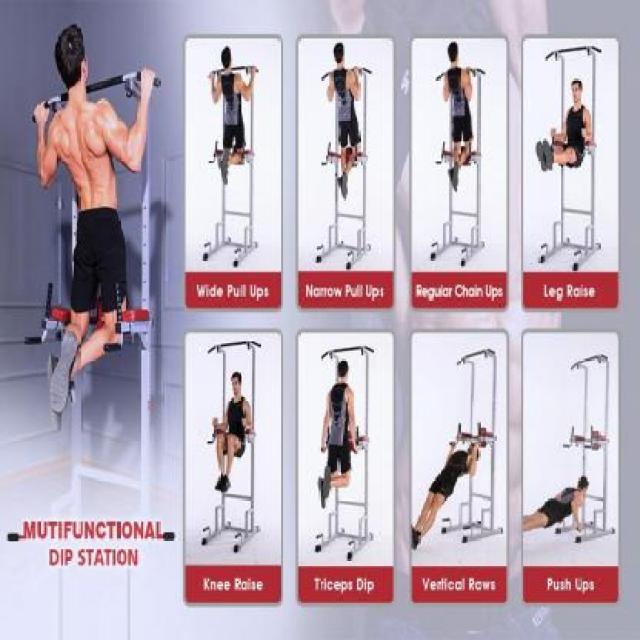 Wide Pull Ups
Narrow Pull Ups
Regular Chain Ups
Leg Raise
Knee Raise
Triceps Dip
Vertical Raws
Push Ups
MUTIFUNCTIONAL
DIP STATION